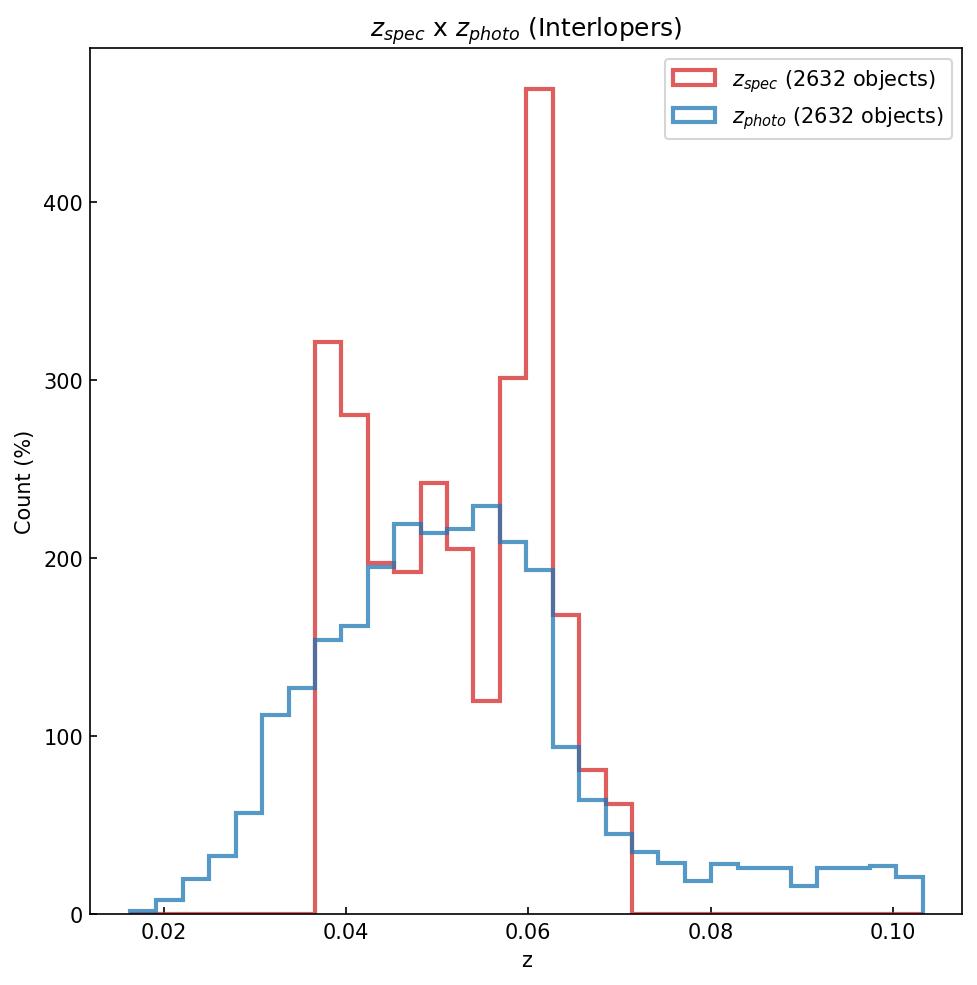 z_spec x z_photo (Interlopers)
z_spec (2632 objects)
z_photo (2632 objects)
Count (%)
400
300
200
100
0
0.02 0.04 0.06 0.08 0.10
z